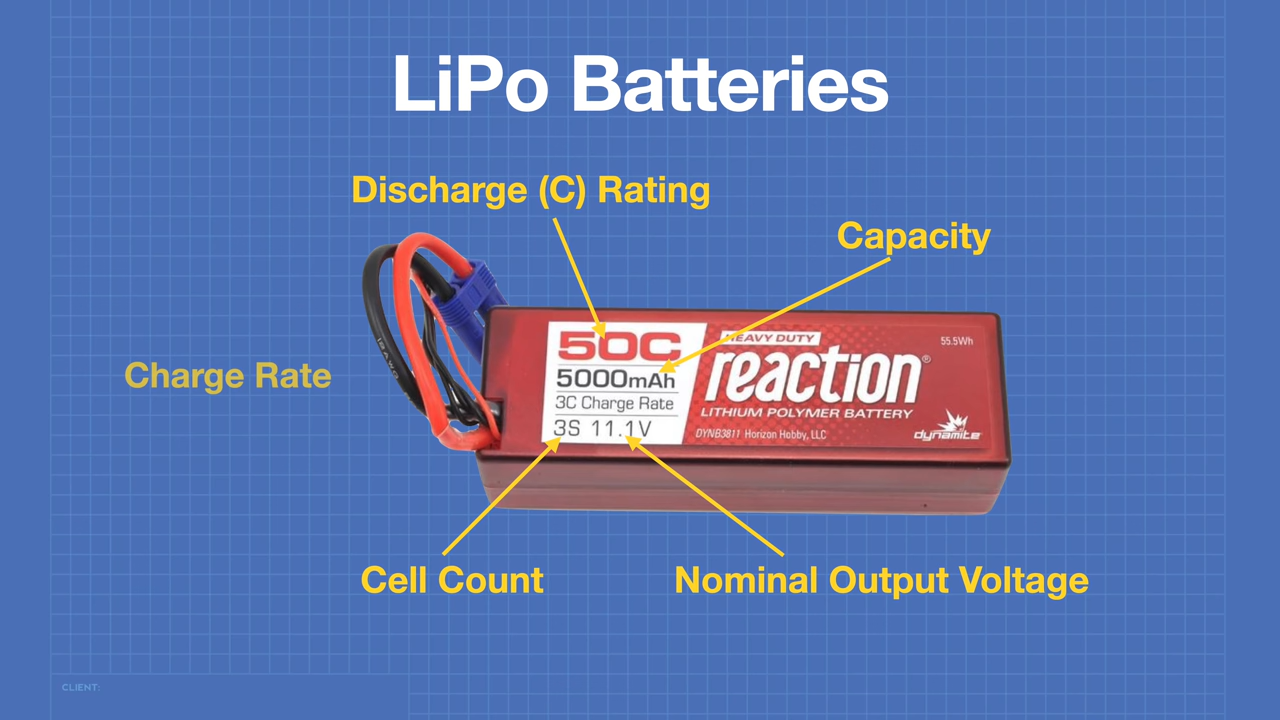 LiPo Batteries
Discharge (C) Rating
Capacity
Charge Rate
50C
5000mAh
3C Charge Rate
3S 11.1V
HEAVY DUTY
reaction®
LITHIUM POLYMER BATTERY
DYNB3811 Horizon Hobby, LLC
55.5Wh
dynamite
Cell Count
Nominal Output Voltage
CLIENT: